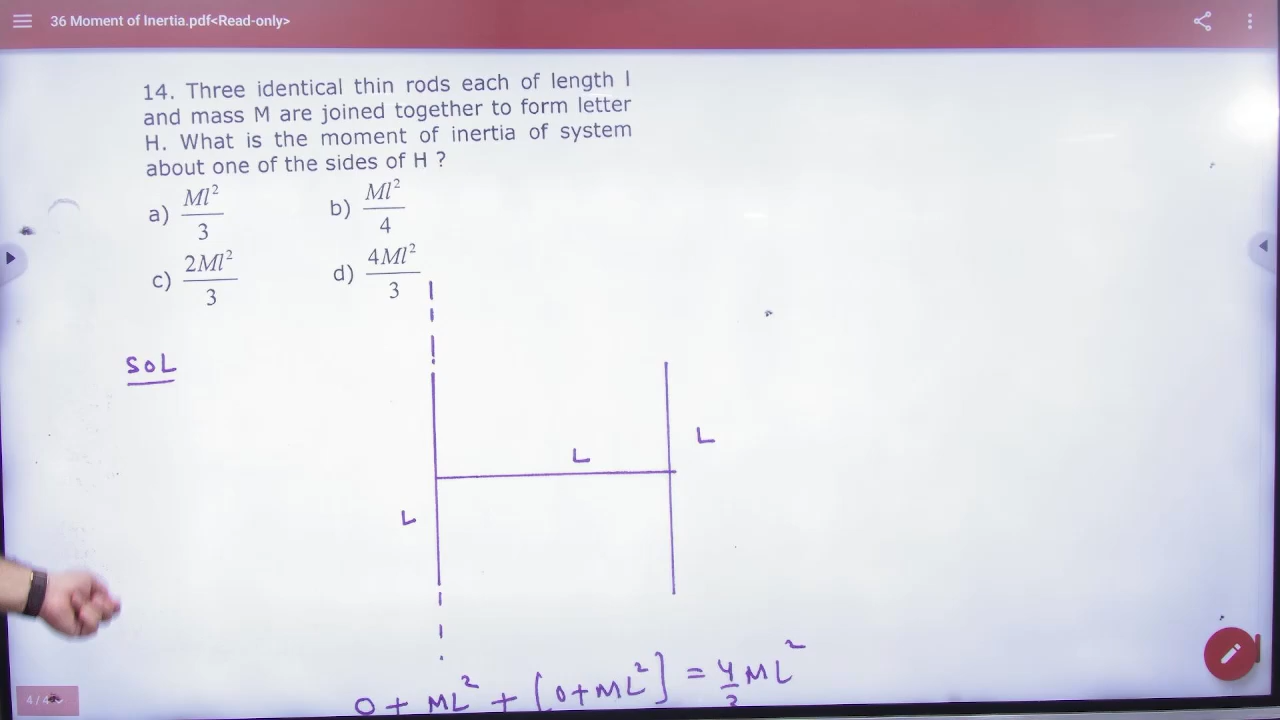 36 Moment of Inertia.pdf<Read-only>
14. Three identical thin rods each of length l
and mass M are joined together to form letter
H. What is the moment of inertia of system
about one of the sides of H ?
a) Ml²/3 b) Ml²/4
c) 2Ml²/3 d) 4Ml²/3
SOL
L
L
L
0 + ML² + [0+ML²] = 4/3 ML²
4/4